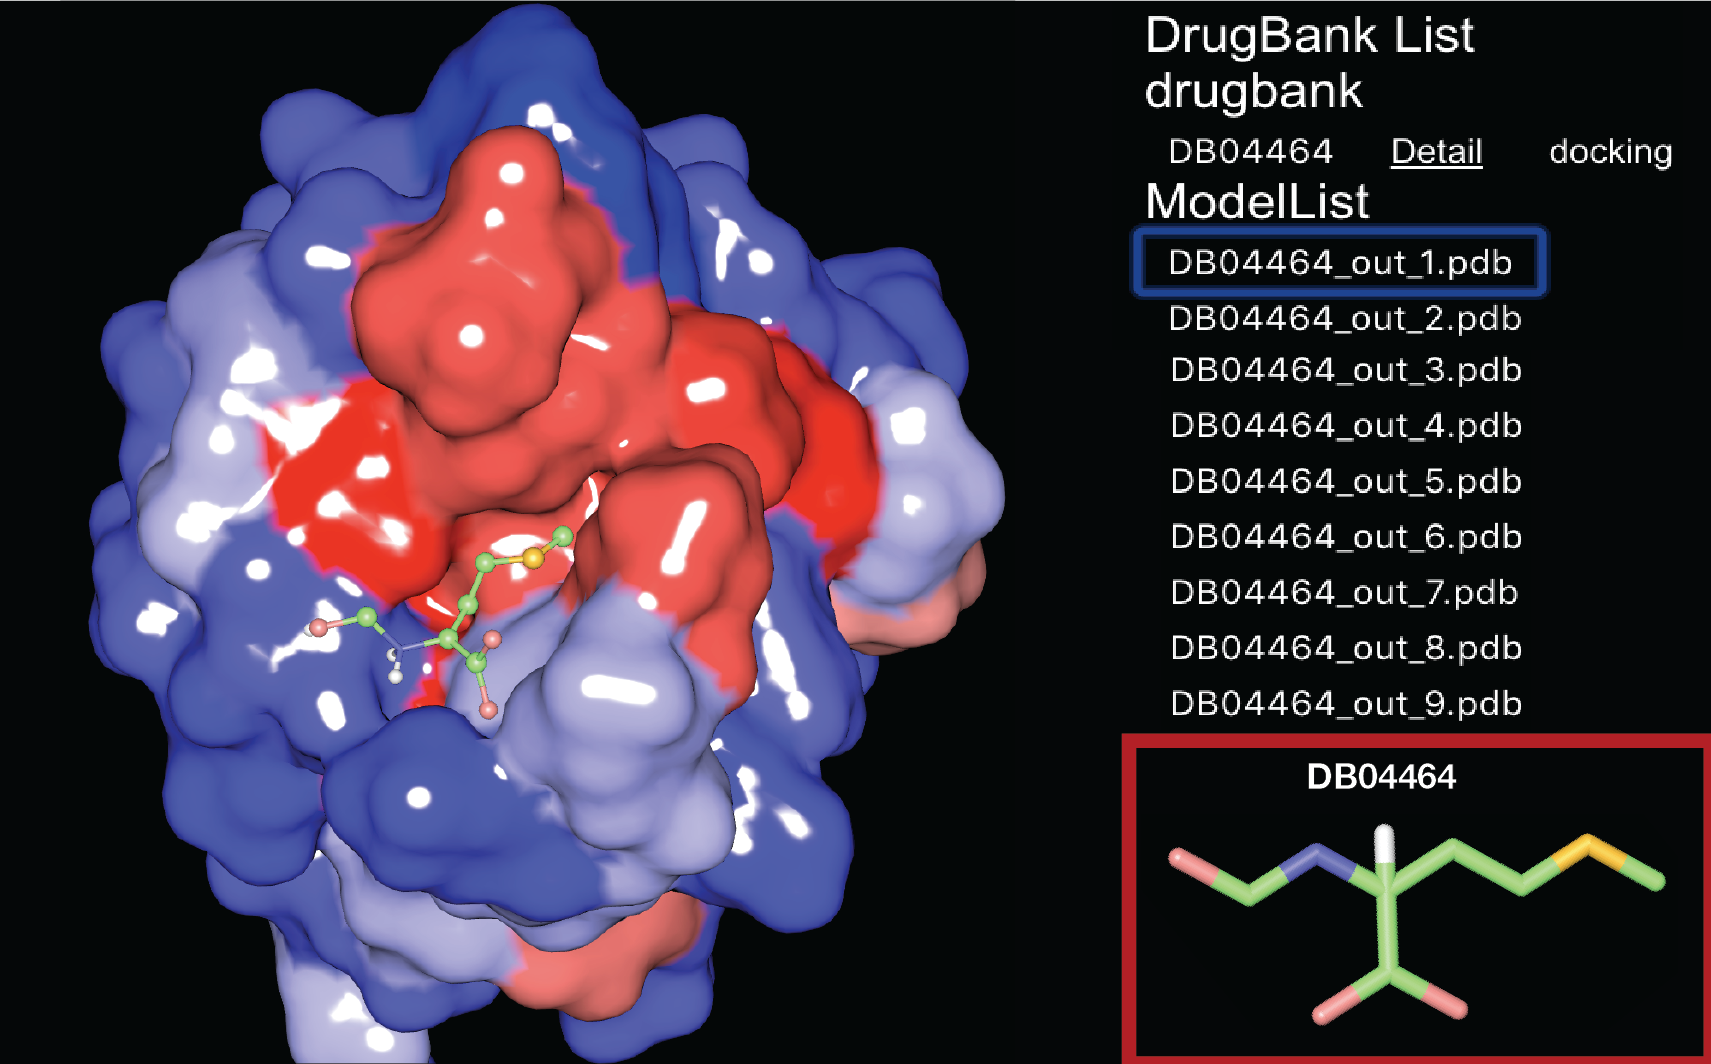 DrugBank List
drugbank
DB04464 Detail docking
ModelList
DB04464_out_1.pdb
DB04464_out_2.pdb
DB04464_out_3.pdb
DB04464_out_4.pdb
DB04464_out_5.pdb
DB04464_out_6.pdb
DB04464_out_7.pdb
DB04464_out_8.pdb
DB04464_out_9.pdb
DB04464